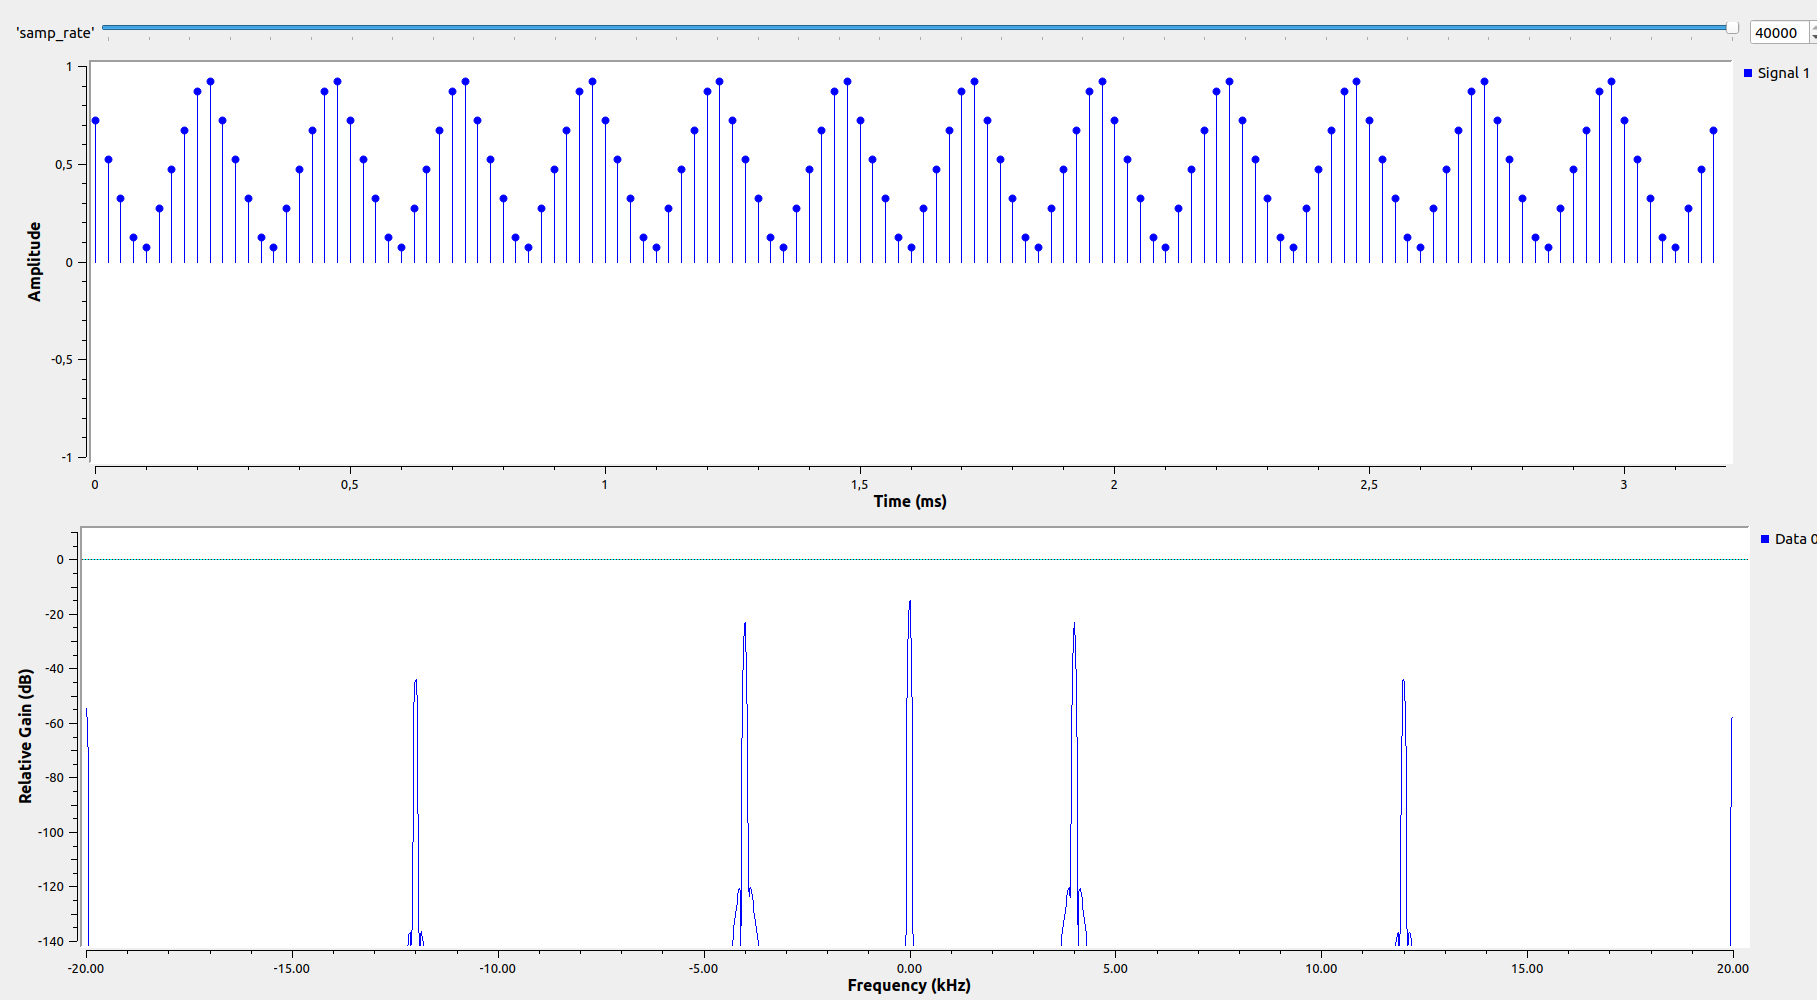 'samp_rate'
40000
1
0,5
0
-0,5
-1
Amplitude
Signal 1
0 0,5 1 1,5 2 2,5 3
Time (ms)
0
-20
-40
-60
-80
-100
-120
-140
Relative Gain (dB)
Data 0
-20.00 -15.00 -10.00 -5.00 0.00 5.00 10.00 15.00 20.00
Frequency (kHz)